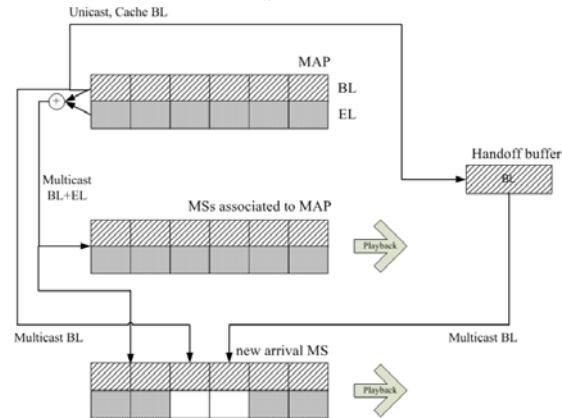 Unicast, Cache BL
MAP
BL
EL
Handoff buffer
BL
Multicast
BL+EL
MSs associated to MAP
Playback
Multicast BL
Multicast BL
new arrival MS
Playback